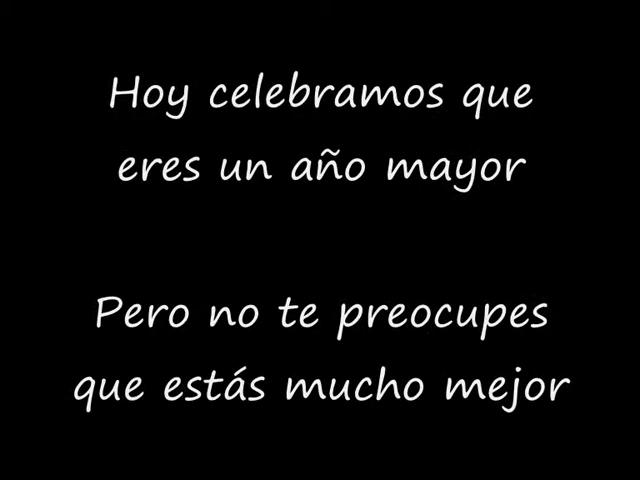 Hoy celebramos que
eres un año mayor
Pero no te preocupes
que estás mucho mejor